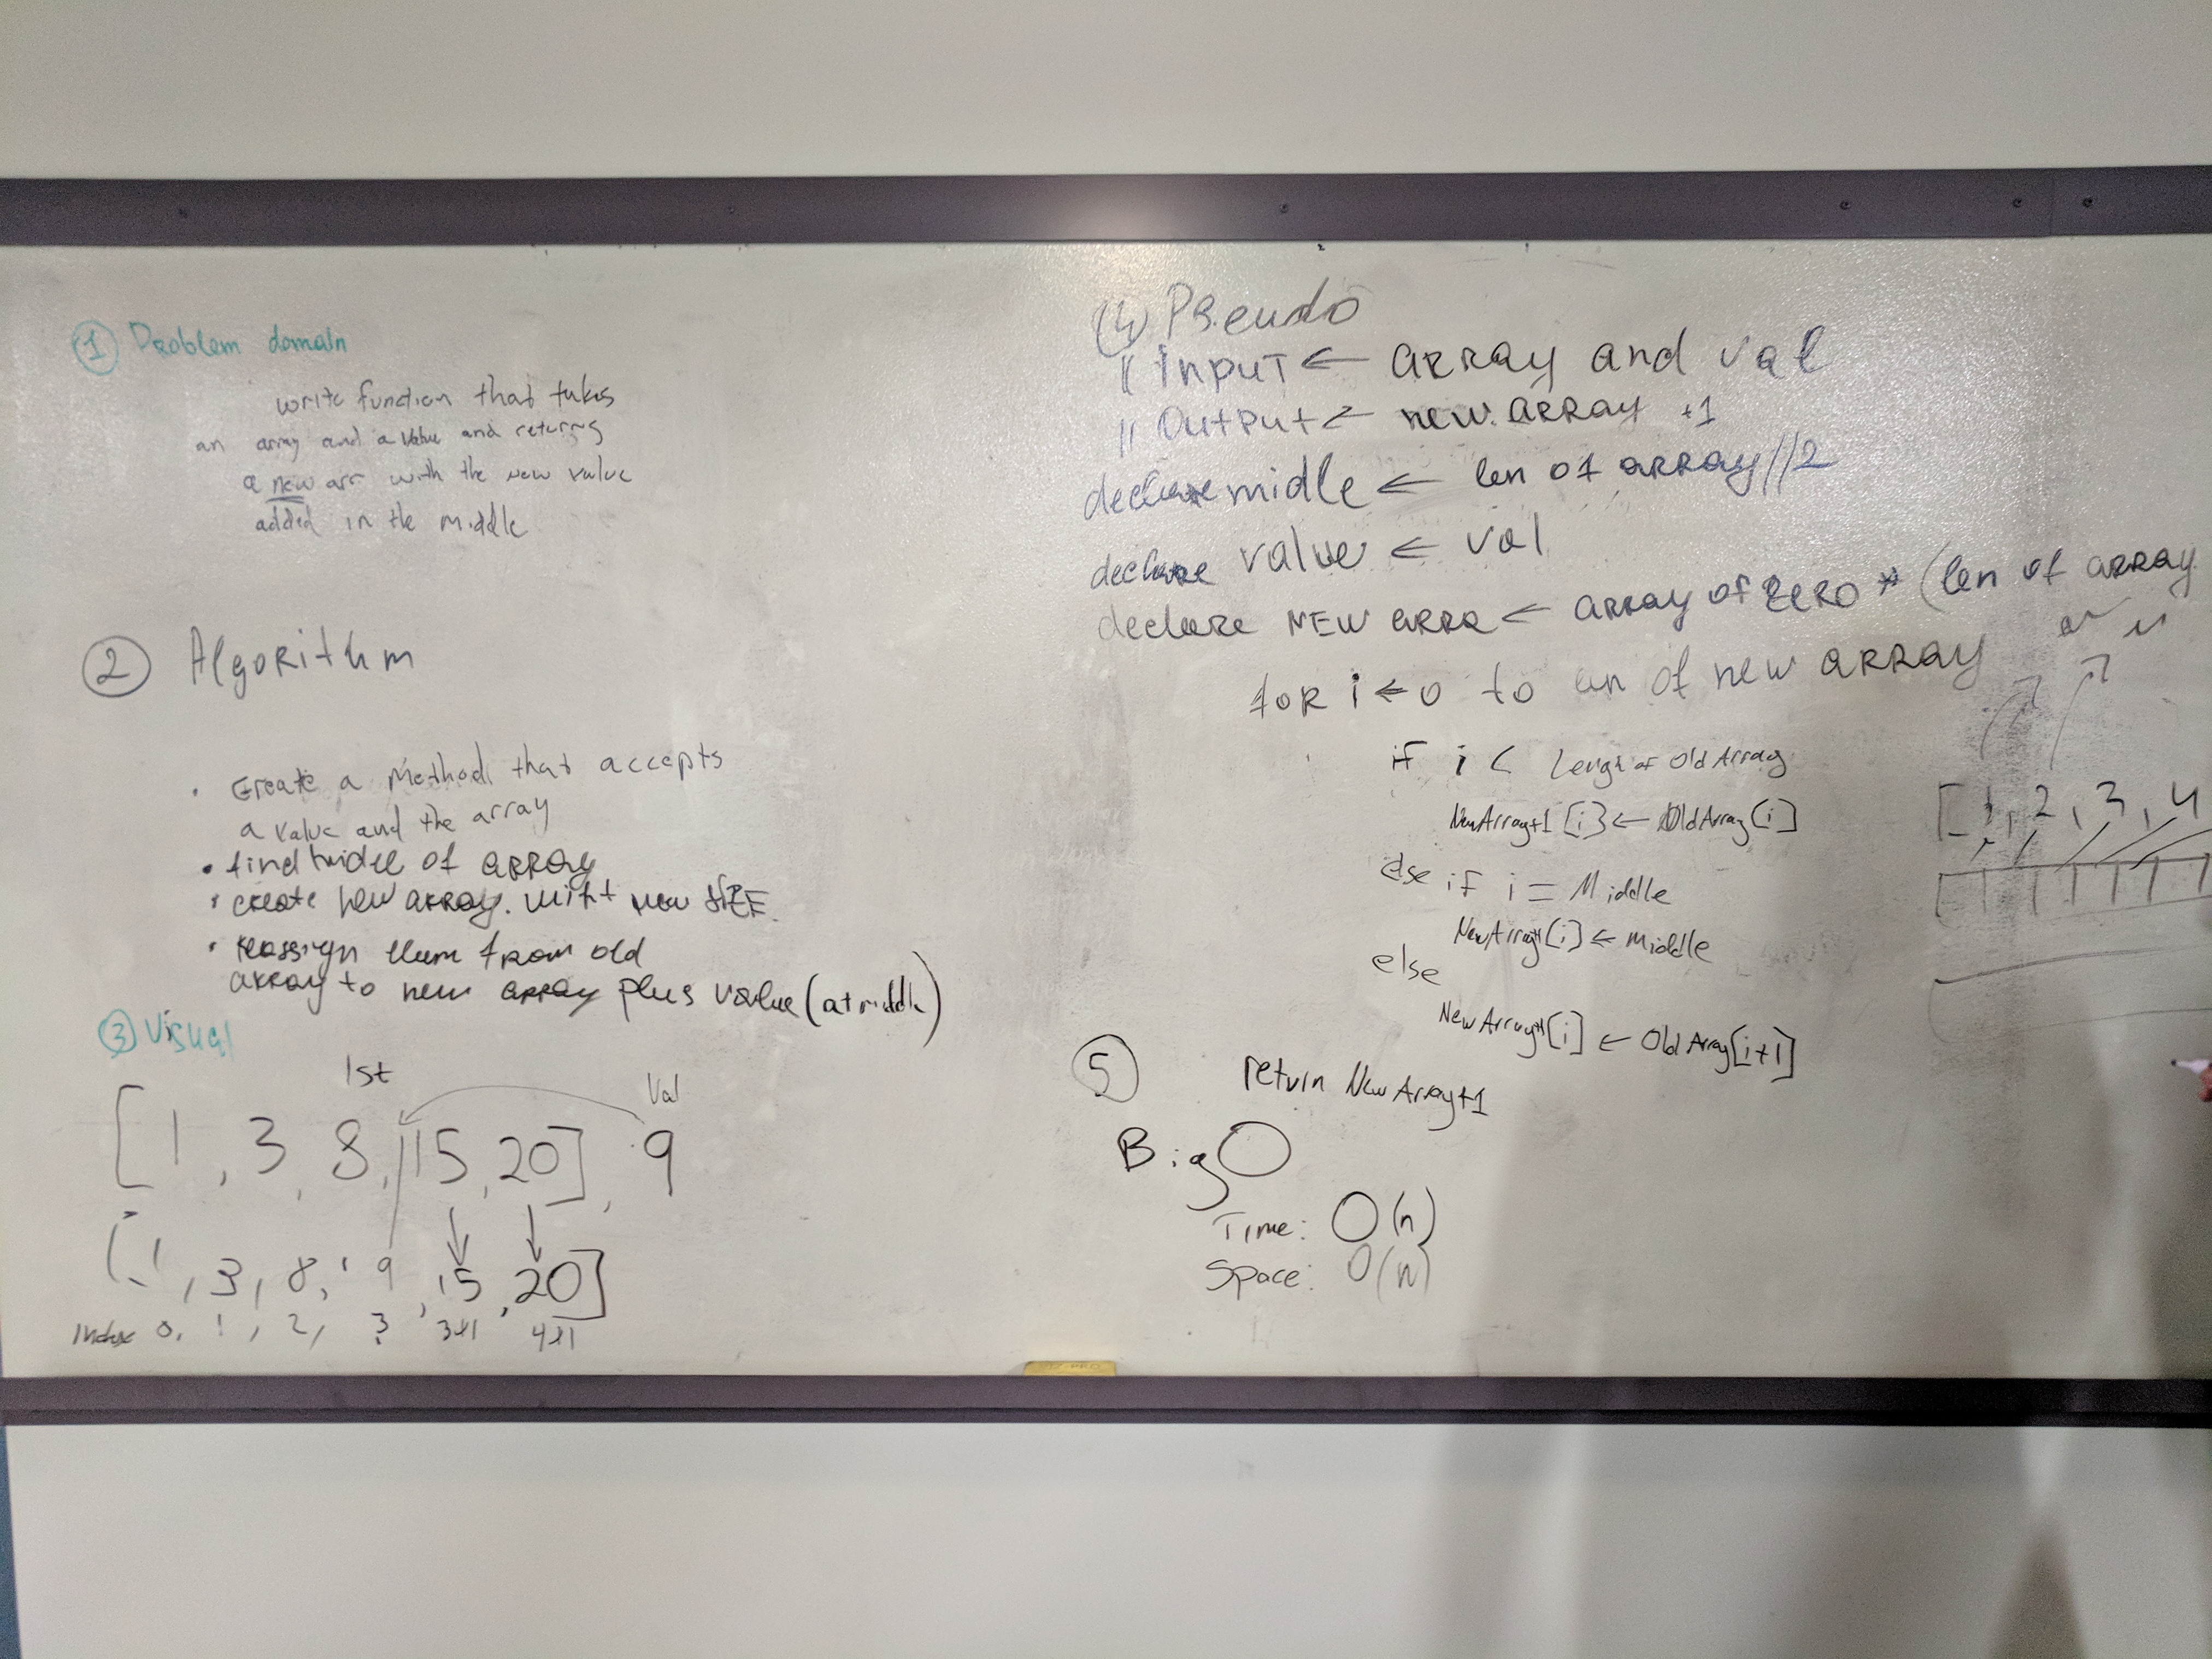 1 Problem domain
write function that takes
an array and a value and returns
a new arr with the new value
added in the middle
2 Algorithm
• Create a Method that accepts
a value and the array
• find midle of array
• create new array. with new SIZE.
• reassign from old
array to new array plus value (at middle)
3 Visual
1st Val
[1, 3, 8, 15, 20], 9
[1, 3, 8, 9, 15, 20]
Index 0, 1, 2, 3, 3+1 4+1
(4) Pseudo
// input ← array and val
// Output ← new array +1
declare midle ← len of array//2
declare value ← val
declare NEW arra ← array of zero * (len of array
for i ← 0 to len of new array
if i < Length of Old Array
NewArray+1 [i] ← OldArray[i]
else if i = Middle
NewArray+1[i] ← Middle
else
NewArray+1[i] ← Old Array[i+1]
return New Array+1
[1, 2, 3, 4
5
Big O
Time: O(n)
Space: O(n)